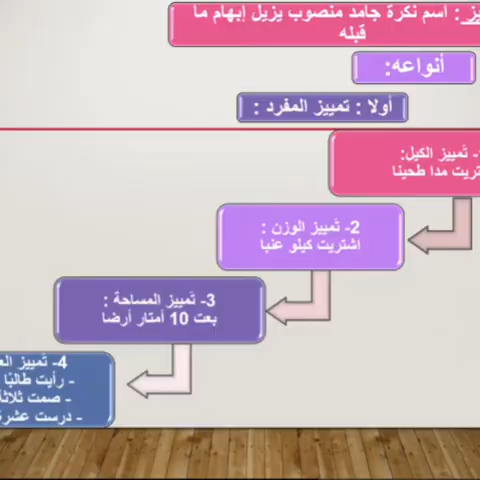 : اسم نكرة جامد منصوب يزيل إبهام ما
قبله
أنواعه:
أولا : تمييز المفرد :
تمييز الكيل:
مدا طحينا
2- تمييز الوزن :
اشتريت كيلو عنبا
3- تمييز المساحة :
بعت 10 أمتار أرضا
4- تمييز
- رأيت طالبًا
- صمت
- درست